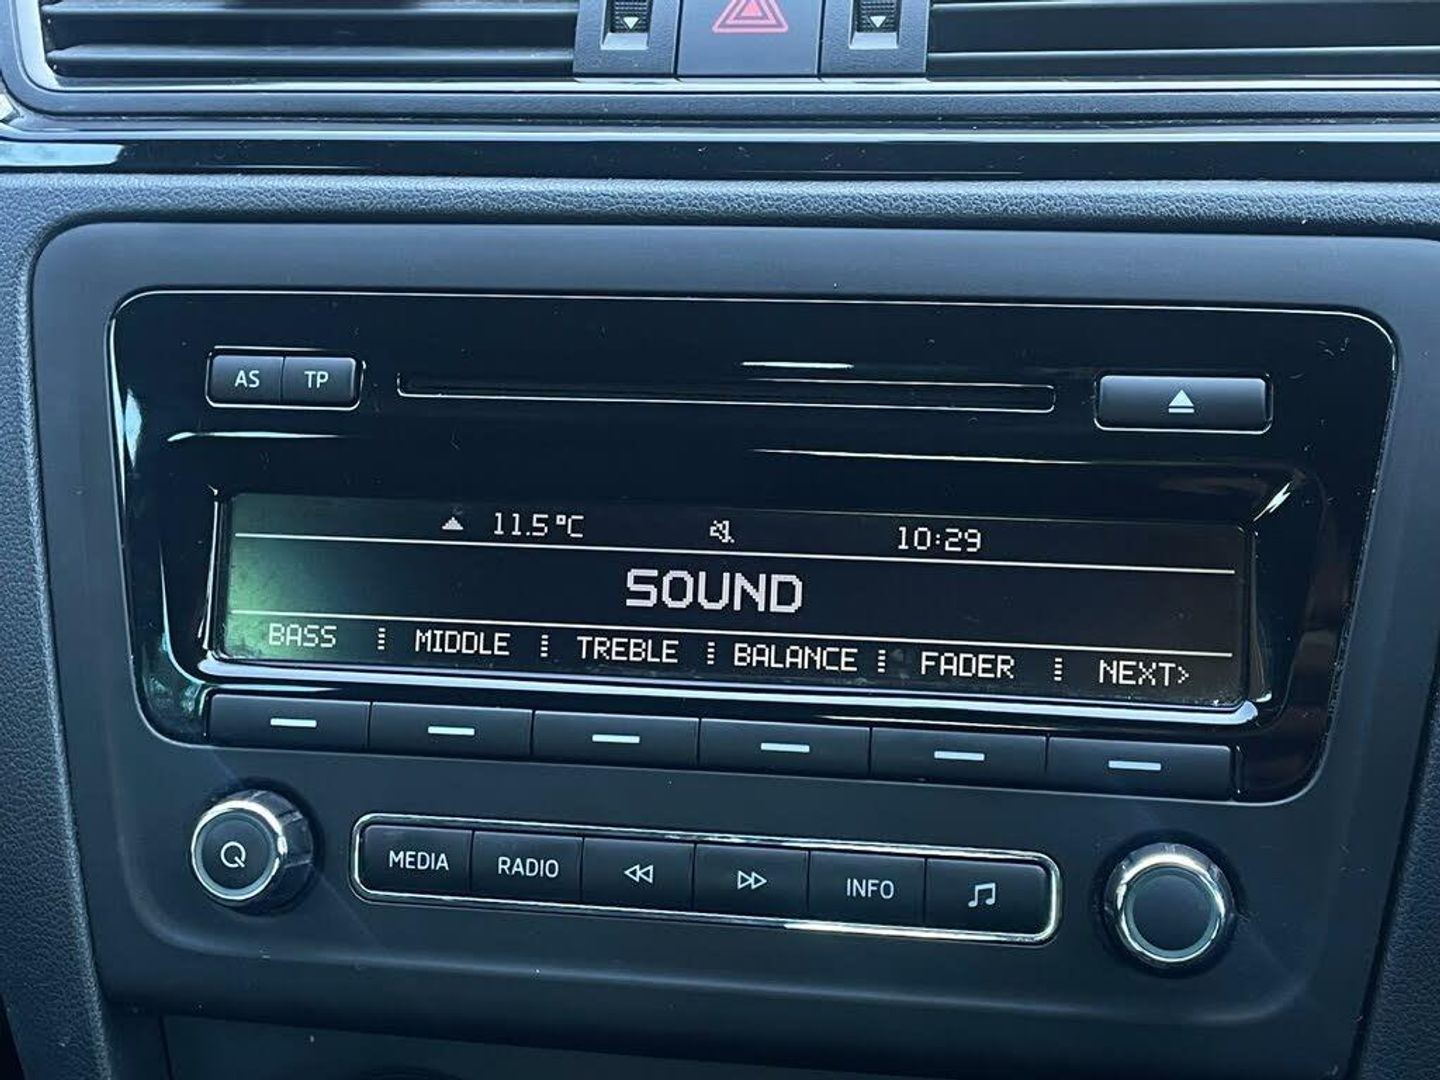 AS TP
11.5°C 10:29
SOUND
BASS MIDDLE TREBLE BALANCE FADER NEXT>
MEDIA RADIO INFO